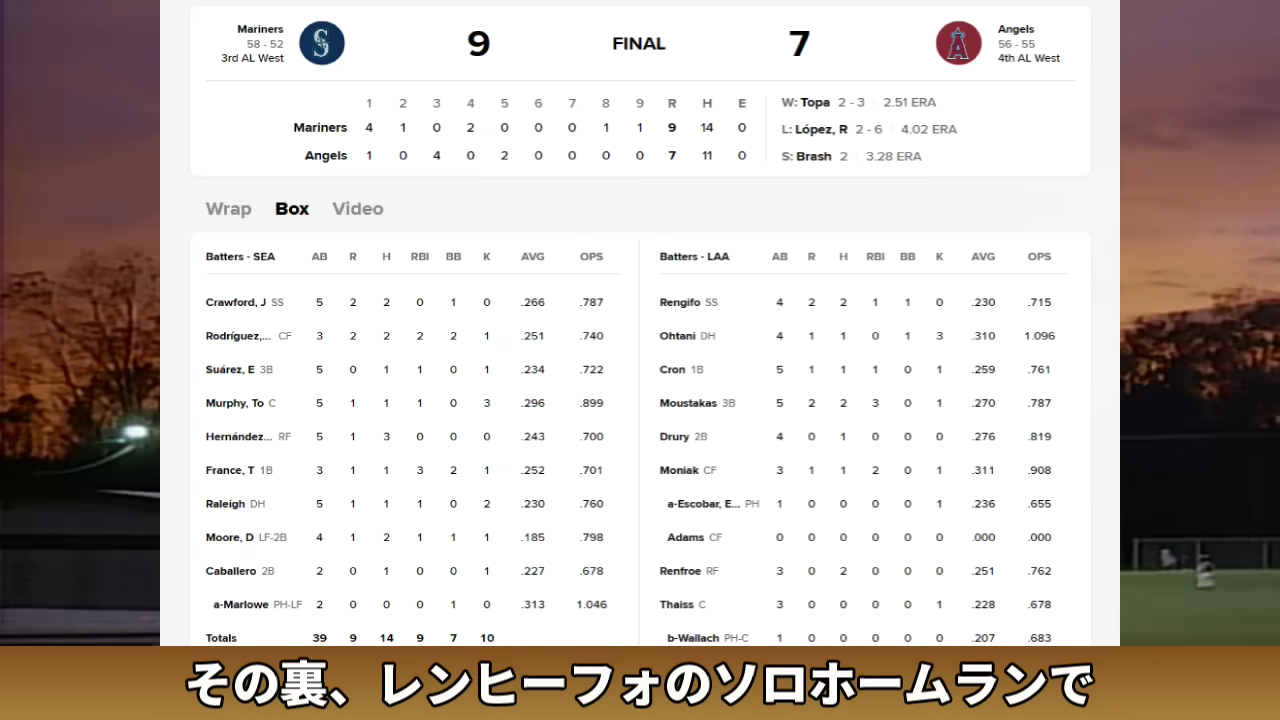 Mariners
58 - 52
3rd AL West
9
FINAL
7
Angels
56 - 55
4th AL West
1 2 3 4 5 6 7 8 9 R H E
Mariners 4 1 0 2 0 0 0 1 1 9 14 0
Angels 1 0 4 0 2 0 0 0 0 7 11 0
W: Topa 2 - 3 2.51 ERA
L: López, R 2 - 6 4.02 ERA
S: Brash 2 3.28 ERA
Wrap Box Video
Batters - SEA AB R H RBI BB K AVG OPS
Crawford, J SS 5 2 2 0 1 0 .266 .787
Rodríguez,... CF 3 2 2 2 2 1 .251 .740
Suárez, E 3B 5 0 1 1 0 1 .234 .722
Murphy, To C 5 1 1 1 0 3 .296 .899
Hernández... RF 5 1 3 0 0 0 .243 .700
France, T 1B 3 1 1 3 2 1 .252 .701
Raleigh DH 5 1 1 1 0 2 .230 .760
Moore, D LF-2B 4 1 2 1 1 1 .185 .798
Caballero 2B 2 0 1 0 0 1 .227 .678
a-Marlowe PH-LF 2 0 0 0 1 0 .313 1.046
Totals 39 9 14 9 7 10
Batters - LAA AB R H RBI BB K AVG OPS
Rengifo SS 4 2 2 1 1 0 .230 .715
Ohtani DH 4 1 1 0 1 3 .310 1.096
Cron 1B 5 1 1 1 0 1 .259 .761
Moustakas 3B 5 2 2 3 0 1 .270 .787
Drury 2B 4 0 1 0 0 0 .276 .819
Moniak CF 3 1 1 2 0 1 .311 .908
a-Escobar, E... PH 1 0 0 0 0 1 .236 .655
Adams CF 0 0 0 0 0 0 .000 .000
Renfroe RF 3 0 2 0 0 0 .251 .762
Thaiss C 3 0 0 0 0 1 .228 .678
b-Wallach PH-C 1 0 0 0 0 0 .207 .683
その裏、レンヒーフォのソロホームランで